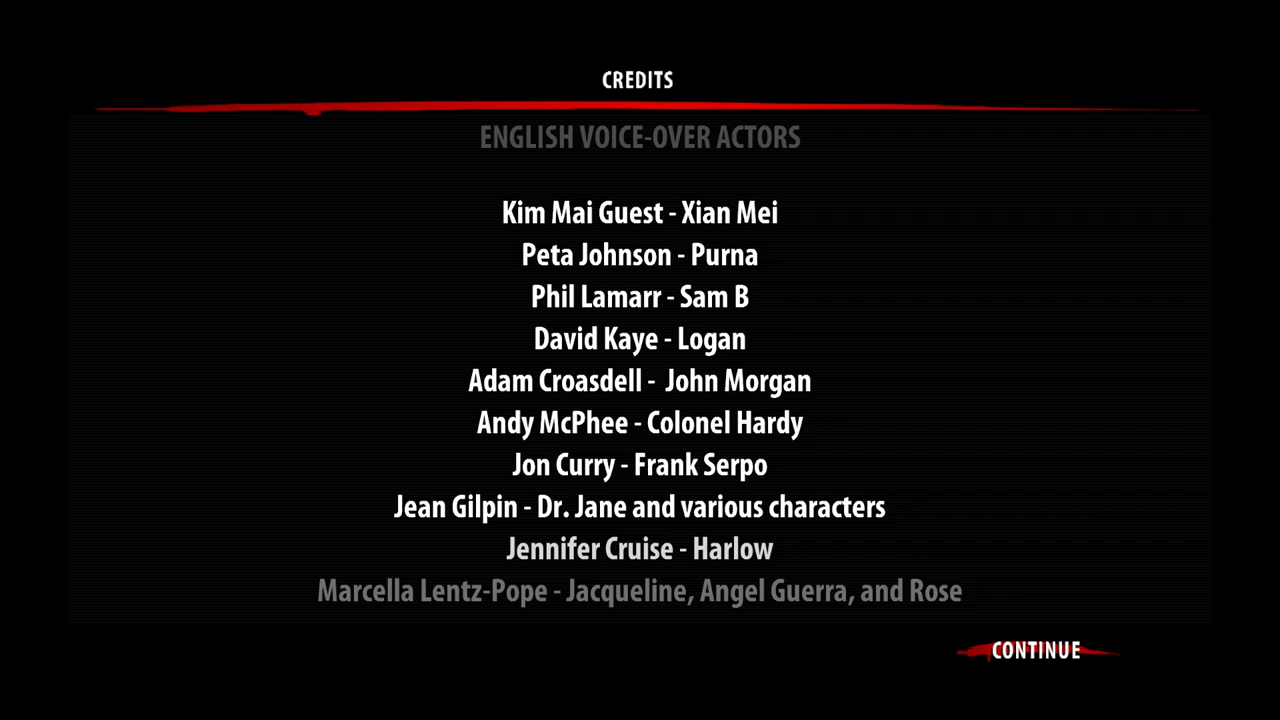 CREDITS
ENGLISH VOICE-OVER ACTORS
Kim Mai Guest - Xian Mei
Peta Johnson - Purna
Phil Lamarr - Sam B
David Kaye - Logan
Adam Croasdell -  John Morgan
Andy McPhee - Colonel Hardy
Jon Curry - Frank Serpo
Jean Gilpin - Dr. Jane and various characters
Jennifer Cruise - Harlow
Marcella Lentz-Pope - Jacqueline, Angel Guerra, and Rose
CONTINUE